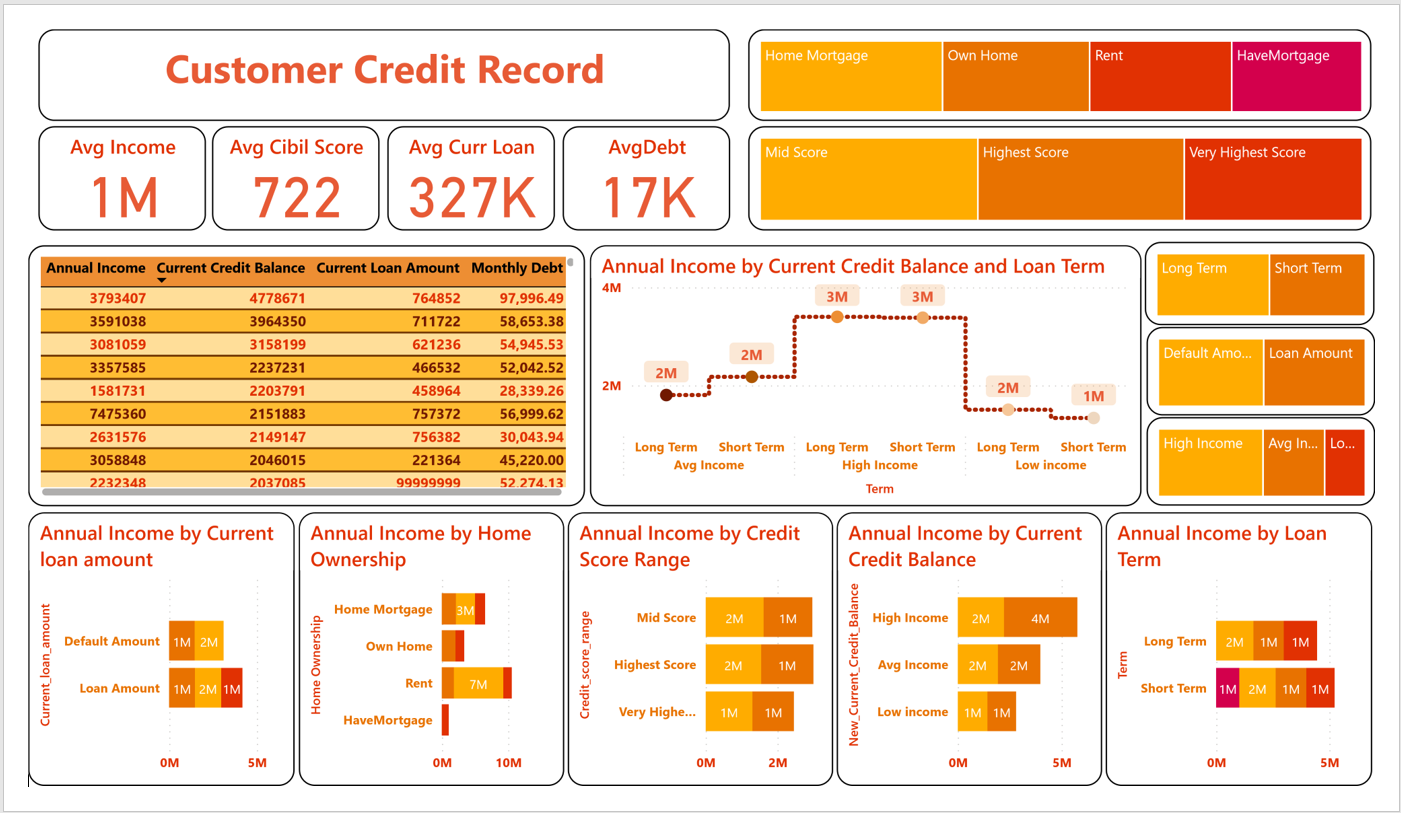 Customer Credit Record
Home Mortgage
Own Home
Rent
HaveMortgage
Avg Income
1M
Avg Cibil Score
722
Avg Curr Loan
327K
AvgDebt
17K
Mid Score
Highest Score
Very Highest Score
Annual Income Current Credit Balance Current Loan Amount Monthly Debt
3793407 4778671 764852 97,996.49
3591038 3964350 711722 58,653.38
3081059 3158199 621236 54,945.53
3357585 2237231 466532 52,042.52
1581731 2203791 458964 28,339.26
7475360 2151883 757372 56,999.62
2631576 2149147 756382 30,043.94
3058848 2046015 221364 45,220.00
2232348 2037085 99999999 52,274.13
Annual Income by Current Credit Balance and Loan Term
4M
2M
2M
2M
3M
3M
2M
1M
Long Term Short Term Long Term Short Term Long Term Short Term
Avg Income High Income Low income
Term
Long Term
Short Term
Default Amo...
Loan Amount
High Income
Avg In...
Lo...
Annual Income by Current
loan amount
Current_loan_amount
Default Amount 1M 2M
Loan Amount 1M 2M 1M
0M 5M
Annual Income by Home
Ownership
Home Ownership
Home Mortgage 3M
Own Home
Rent 7M
HaveMortgage
0M 10M
Annual Income by Credit
Score Range
Credit_score_range
Mid Score 2M 1M
Highest Score 2M 1M
Very Highe... 1M 1M
0M 2M
Annual Income by Current
Credit Balance
New_Current_Credit_Balance
High Income 2M 4M
Avg Income 2M 2M
Low income 1M 1M
0M 5M
Annual Income by Loan
Term
Term
Long Term 2M 1M 1M
Short Term 1M 2M 1M 1M
0M 5M